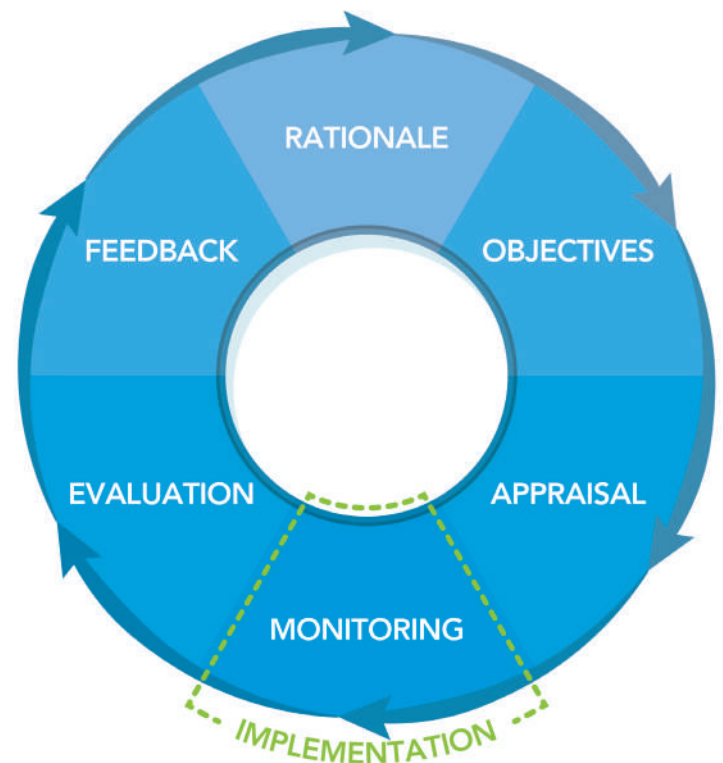 RATIONALE
OBJECTIVES
APPRAISAL
MONITORING
IMPLEMENTATION
EVALUATION
FEEDBACK